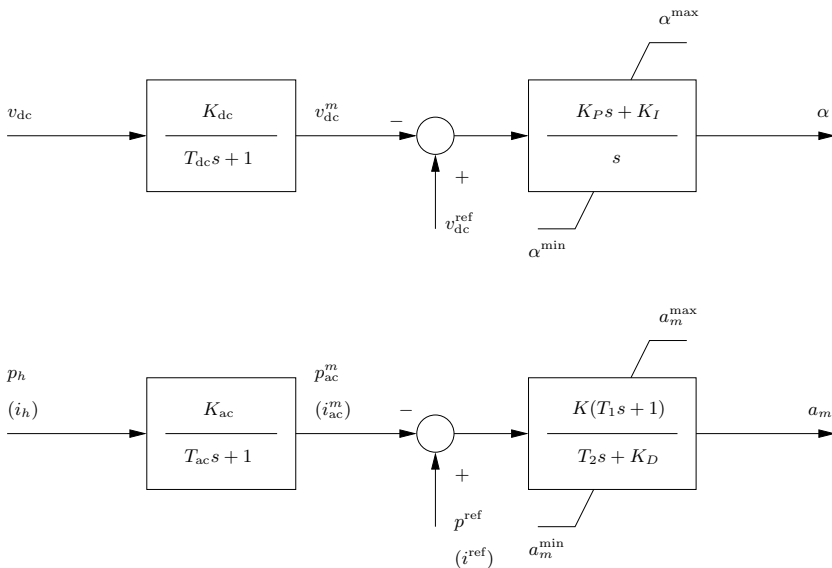 α^max
v_dc
K_dc
T_dc s + 1
v_dc^m
−
+
v_dc^ref
K_P s + K_I
s
α
α^min
a_m^max
p_h
(i_h)
K_ac
T_ac s + 1
p_ac^m
(i_ac^m)
−
+
p^ref
(i^ref)
K(T_1 s + 1)
T_2 s + K_D
a_m
a_m^min